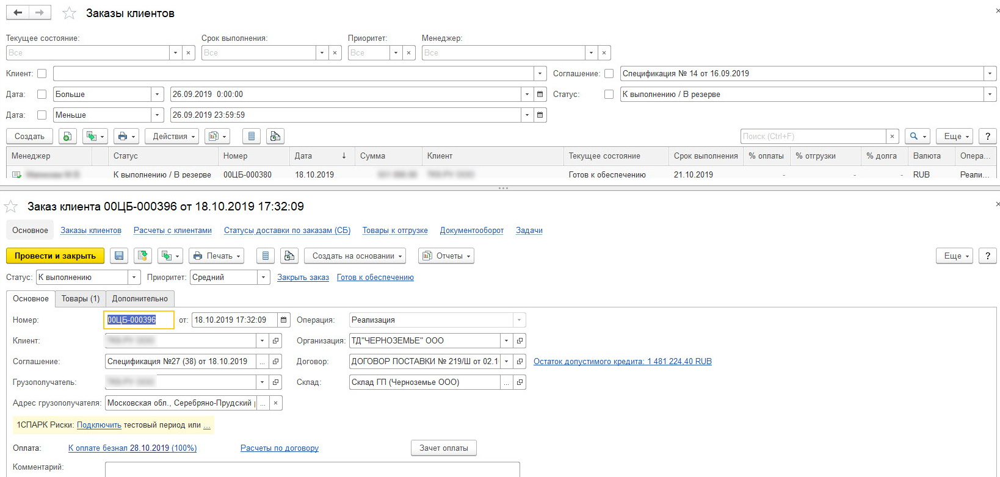 Заказы клиентов
Текущее состояние: Срок выполнения: Приоритет: Менеджер:
Все Все Все Все
Клиент: Соглашение: Спецификация № 14 от 16.09.2019
Дата: Больше 26.09.2019 0:00:00 Статус: К выполнению / В резерве
Дата: Меньше 26.09.2019 23:59:59
Создать Действия Поиск (Ctrl+F) × Еще ?
Менеджер Статус Номер Дата ↓ Сумма Клиент Текущее состояние Срок выполнения % оплаты % отгрузки % долга Валюта Опера...
К выполнению / В резерве 00ЦБ-000380 18.10.2019 Готов к обеспечению 21.10.2019 - - - RUB Реали...
Заказ клиента 00ЦБ-000396 от 18.10.2019 17:32:09
Основное Заказы клиентов Расчеты с клиентами Статусы доставки по заказам (СБ) Товары к отгрузке Документооборот Задачи
Провести и закрыть Печать Создать на основании Отчеты Еще ?
Статус: К выполнению Приоритет: Средний Закрыть заказ Готов к обеспечению
Основное Товары (1) Дополнительно
Номер: 00ЦБ-000396 от: 18.10.2019 17:32:09 Операция: Реализация
Клиент: Организация: ТД"ЧЕРНОЗЕМЬЕ" ООО
Соглашение: Спецификация №27 (38) от 18.10.2019 ... Договор: ДОГОВОР ПОСТАВКИ № 219/Ш от 02.1 Остаток допустимого кредита: 1 481 224,40 RUB
Грузополучатель: Склад: Склад ГП (Черноземье ООО) ...
Адрес грузополучателя: Московская обл., Серебряно-Прудский ... ×
1СПАРК Риски: Подключить тестовый период или ...
Оплата: К оплате безнал 28.10.2019 (100%) Расчеты по договору Зачет оплаты
Комментарий: